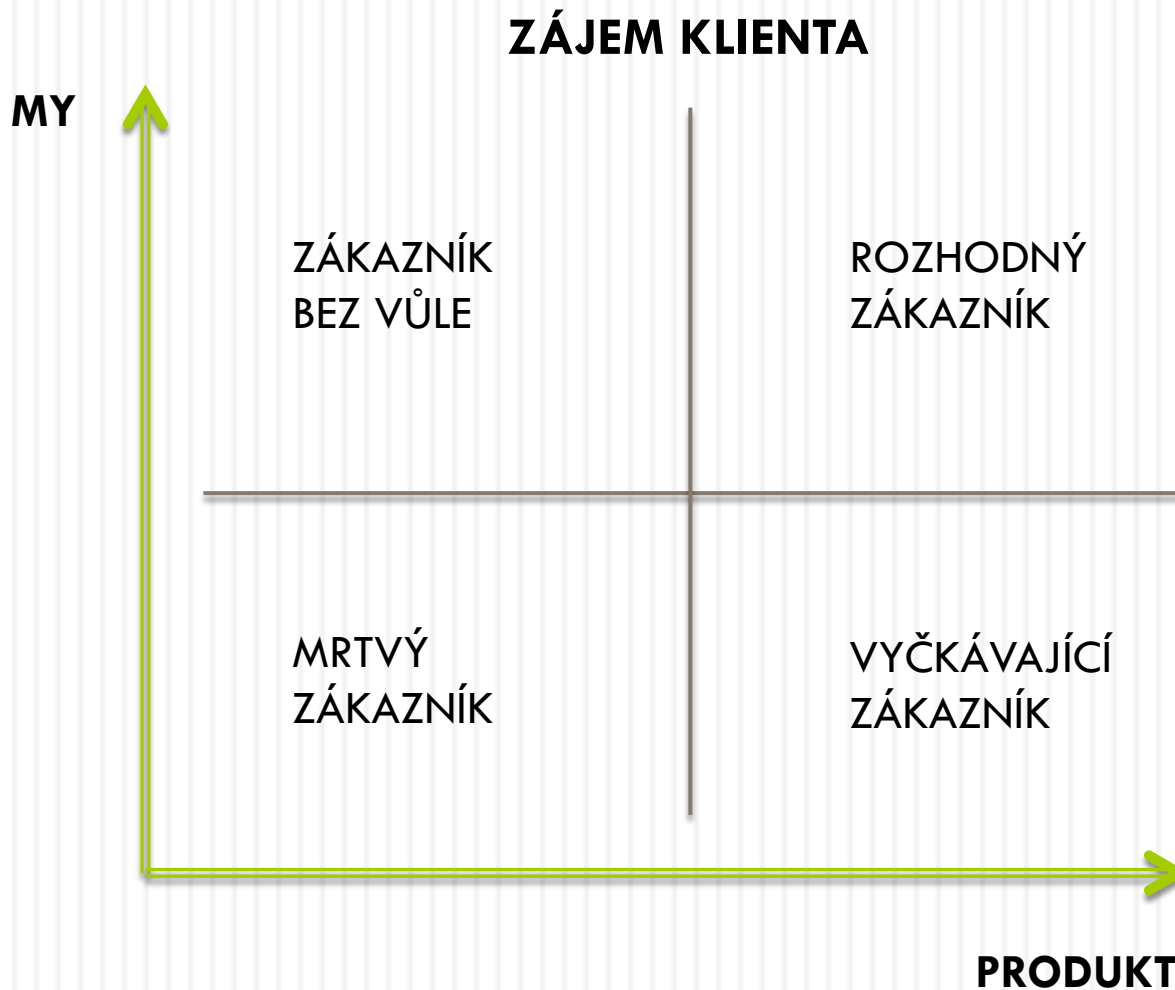 ZÁJEM KLIENTA
MY
ZÁKAZNÍK
BEZ VŮLE
ROZHODNÝ
ZÁKAZNÍK
MRTVÝ
ZÁKAZNÍK
VYČKÁVAJÍCÍ
ZÁKAZNÍK
PRODUKT